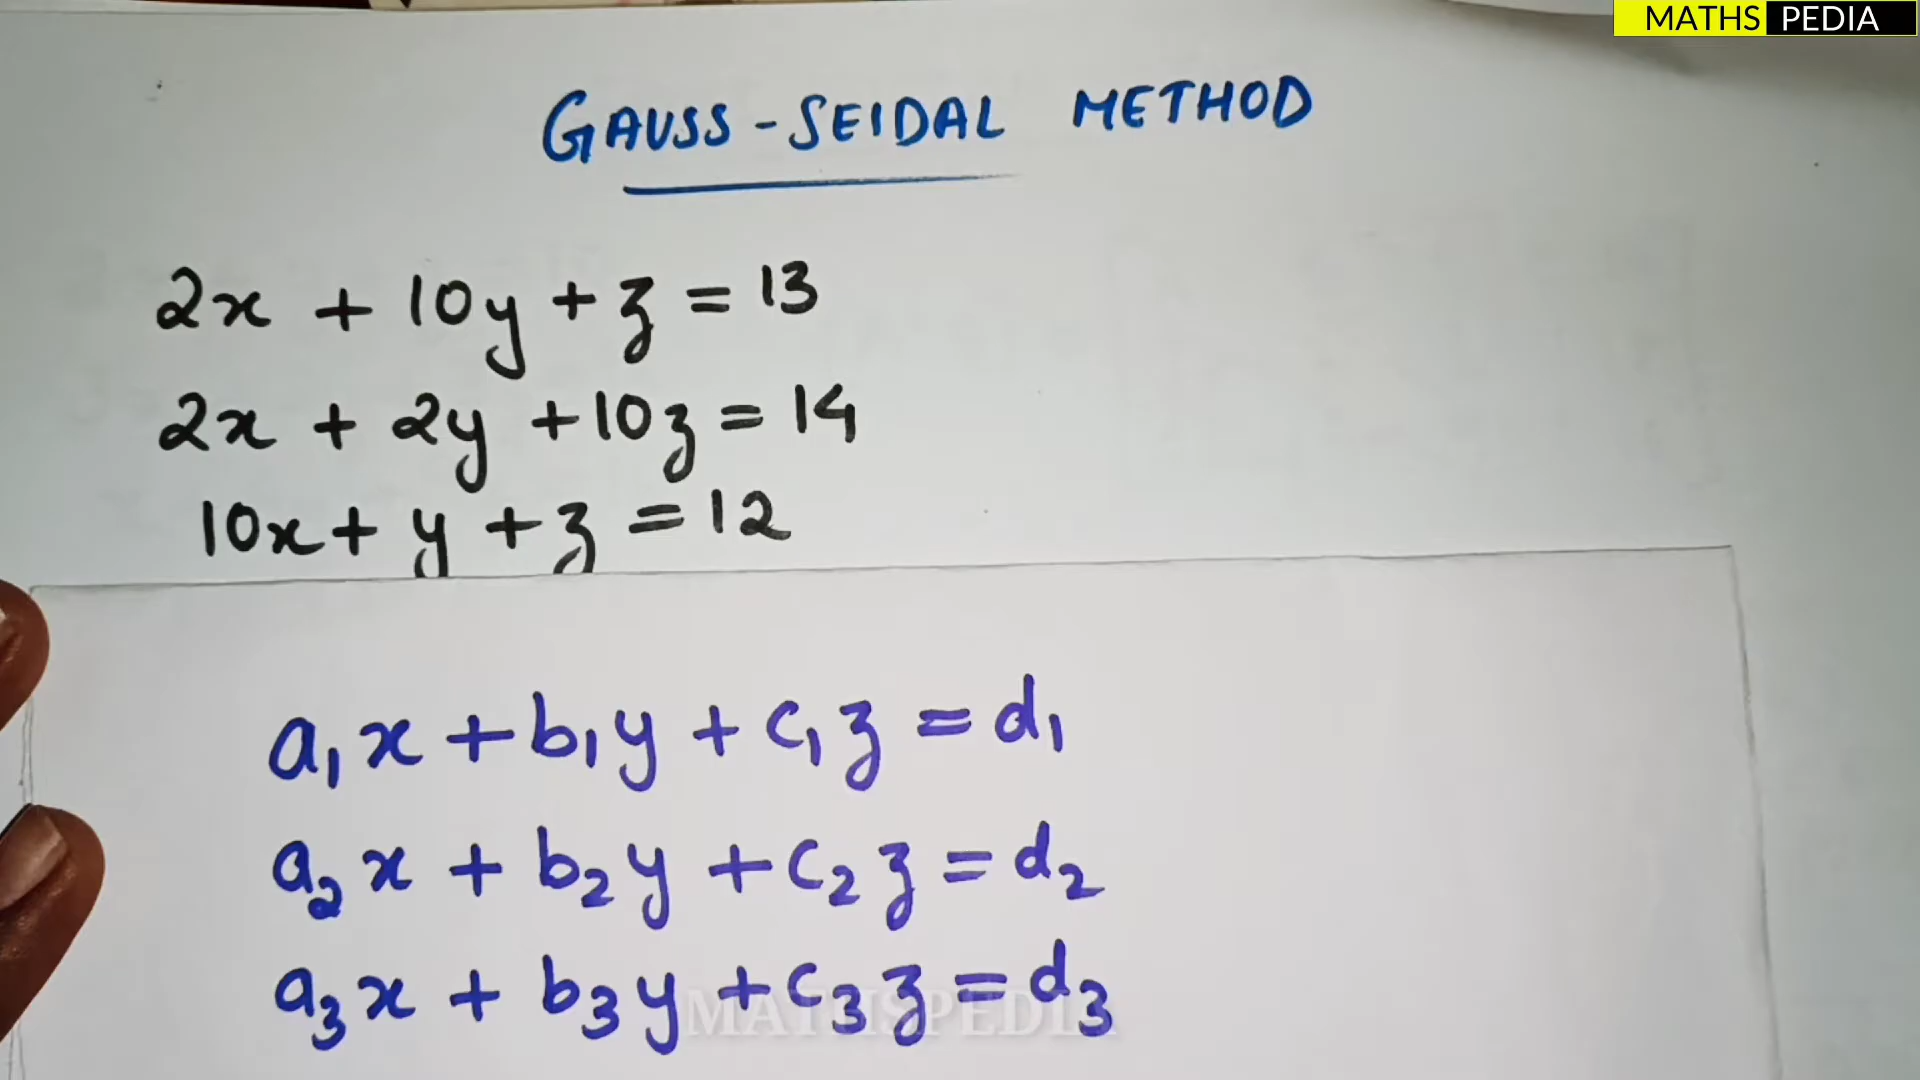 MATHS PEDIA
GAUSS-SEIDAL METHOD
2x + 10y + z = 13
2x + 2y + 10z = 14
10x + y + z = 12
a₁x + b₁y + c₁z = d₁
a₂x + b₂y + c₂z = d₂
a₃x + b₃y + c₃z = d₃
MATHSPEDIA